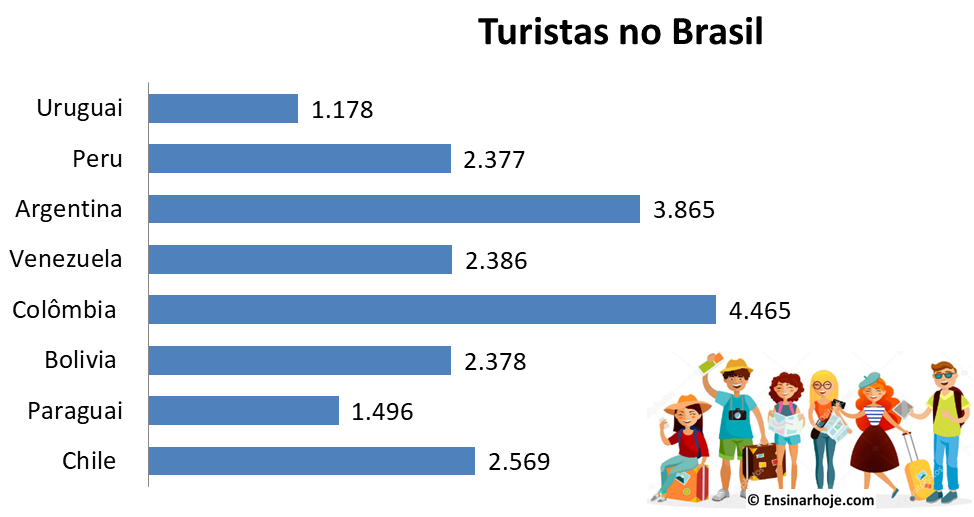 Turistas no Brasil
Uruguai 1.178
Peru 2.377
Argentina 3.865
Venezuela 2.386
Colômbia 4.465
Bolivia 2.378
Paraguai 1.496
Chile 2.569
© Ensinarhoje.com